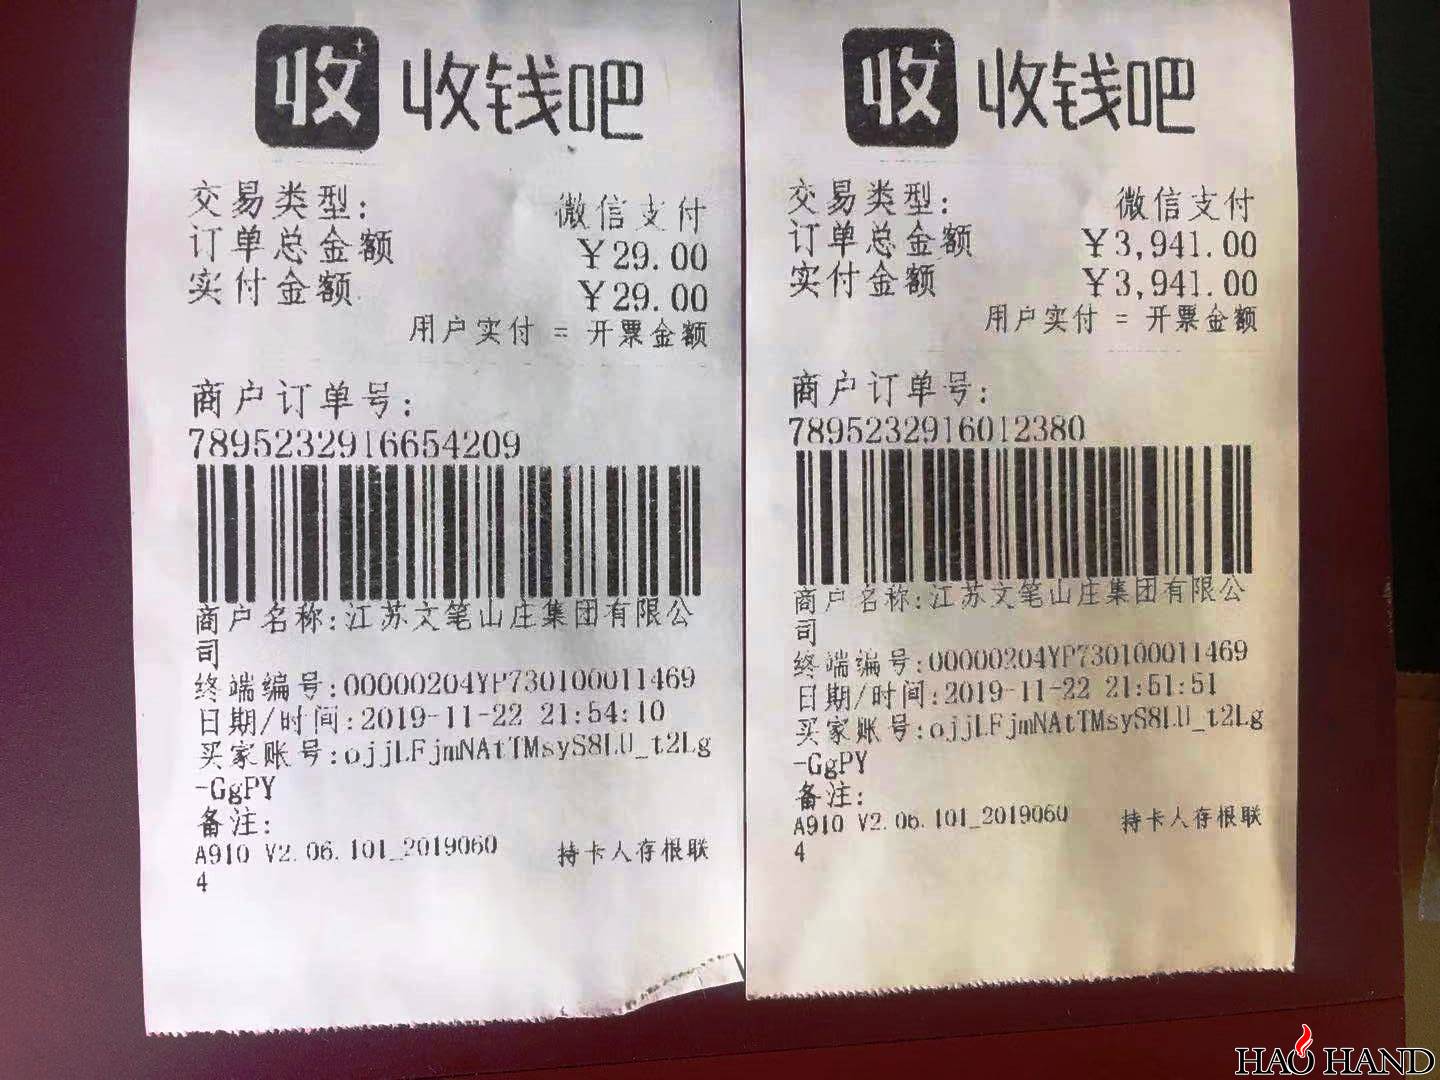 收 收钱吧
交易类型: 微信支付
订单总金额 ￥29.00
实付金额 ￥29.00
用户实付 = 开票金额
商户订单号:
7895232916654209
商户名称:江苏文笔山庄集团有限公
司
终端编号:00000204YP730100011469
日期/时间:2019-11-22 21:54:10
买家账号:ojjLFjmNAtTMsyS8LU_t2Lg
-GgPY
备注:
A910 V2.06.101_2019060 持卡人存根联
4
收 收钱吧
交易类型: 微信支付
订单总金额 ￥3,941.00
实付金额 ￥3,941.00
用户实付 = 开票金额
商户订单号:
7895232916012380
商户名称:江苏文笔山庄集团有限公
司
终端编号:00000204YP730100011469
日期/时间:2019-11-22 21:51:51
买家账号:ojjLFjmNAtTMsyS8LU_t2Lg
-GgPY
备注:
A910 V2.06.101_2019060 持卡人存根联
4
HAO HAND